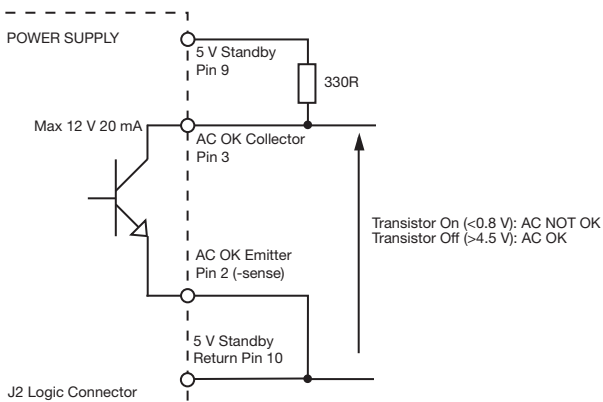 POWER SUPPLY
5 V Standby
Pin 9
330R
Max 12 V 20 mA
AC OK Collector
Pin 3
Transistor On (<0.8 V): AC NOT OK
Transistor Off (>4.5 V): AC OK
AC OK Emitter
Pin 2 (-sense)
5 V Standby
Return Pin 10
J2 Logic Connector